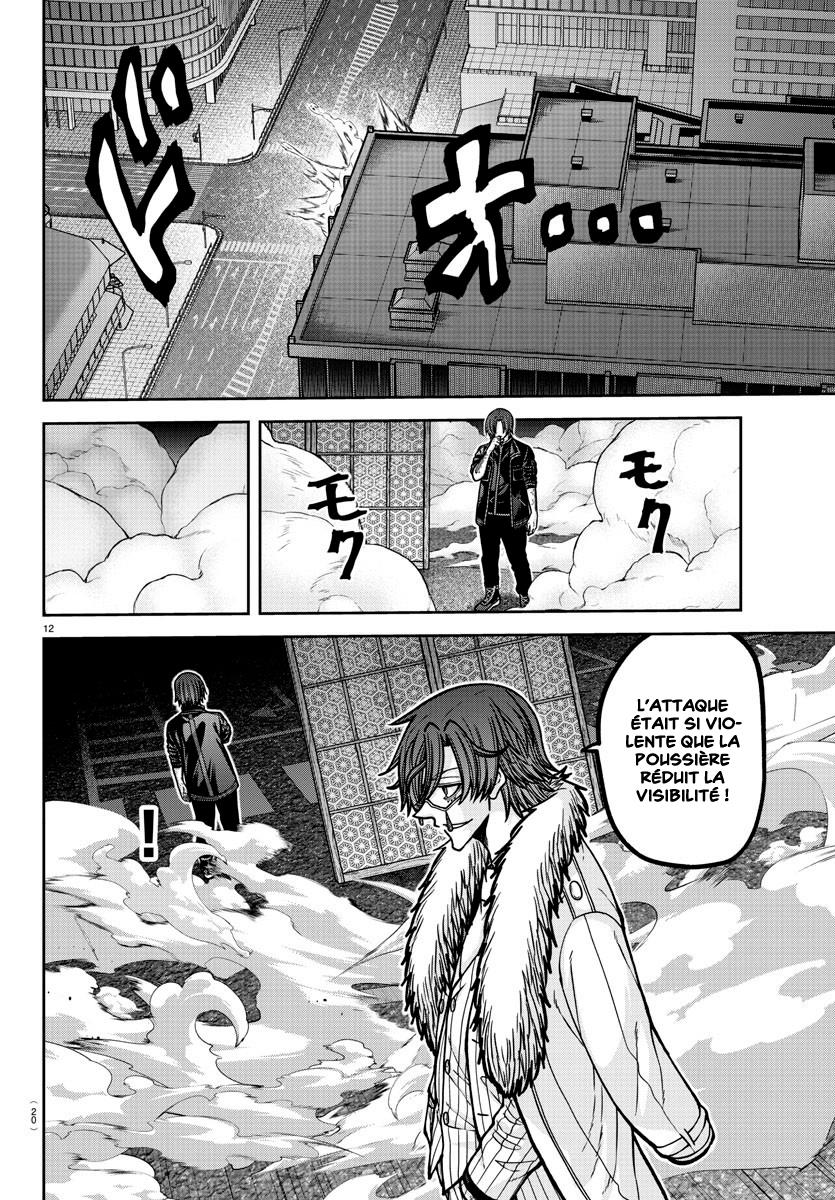 ドオ...
モク
モク
12
L'ATTAQUE
ÉTAIT SI VIO-
LENTE QUE LA
POUSSIÈRE
RÉDUIT LA
VISIBILITÉ !
!
(20)